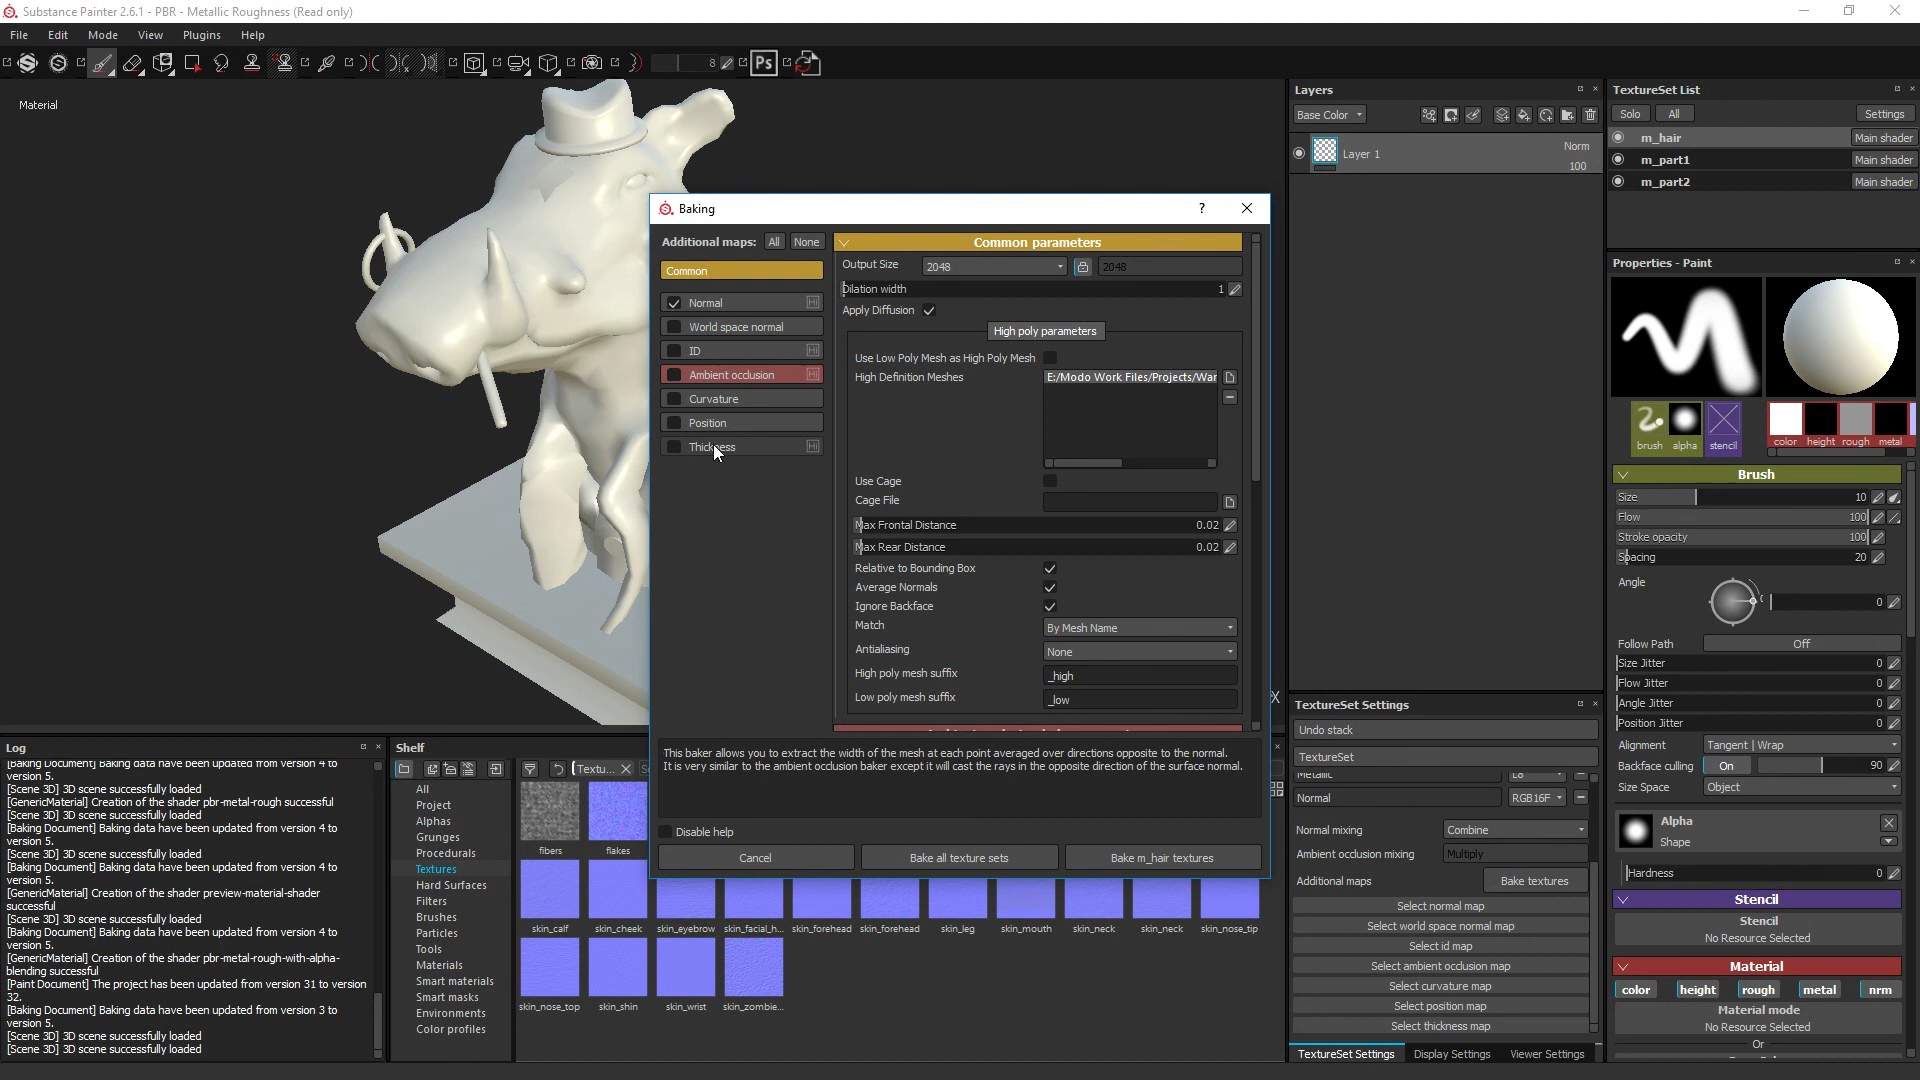 Substance Painter 2.6.1 - PBR - Metallic Roughness (Read only)
File Edit Mode View Plugins Help
8
Ps
Material
Layers
Base Color
Layer 1
Norm
100
TextureSet List
Solo All Settings
m_hair Main shader
m_part1 Main shader
m_part2 Main shader
Baking
?
Additional maps: All None
Common
Normal
World space normal
ID
Ambient occlusion
Curvature
Position
Thickness
Common parameters
Output Size 2048 2048
Dilation width 1
Apply Diffusion
High poly parameters
Use Low Poly Mesh as High Poly Mesh
High Definition Meshes E:/Modo Work Files/Projects/War
Use Cage
Cage File
Max Frontal Distance 0.02
Max Rear Distance 0.02
Relative to Bounding Box
Average Normals
Ignore Backface
Match By Mesh Name
Antialiasing None
High poly mesh suffix _high
Low poly mesh suffix _low
This baker allows you to extract the width of the mesh at each point averaged over directions opposite to the normal.
It is very similar to the ambient occlusion baker except it will cast the rays in the opposite direction of the surface normal.
Disable help
Cancel Bake all texture sets Bake m_hair textures
Properties - Paint
brush alpha stencil
color height rough metal
Brush
Size 10
Flow 100
Stroke opacity 100
Spacing 20
Angle 0
Follow Path Off
Size Jitter 0
Flow Jitter 0
Angle Jitter 0
Position Jitter 0
Alignment Tangent | Wrap
Backface culling On 90
Size Space Object
Alpha
Shape
Hardness 0
Stencil
Stencil
No Resource Selected
Material
color height rough metal nrm
Material mode
No Resource Selected
Or
TextureSet Settings
Undo stack
TextureSet
Metallic L8
Normal RGB16F
Normal mixing Combine
Ambient occlusion mixing Multiply
Additional maps Bake textures
Select normal map
Select world space normal map
Select id map
Select ambient occlusion map
Select curvature map
Select position map
Select thickness map
TextureSet Settings Display Settings Viewer Settings
Log
[Baking Document] Baking data have been updated from version 4 to
version 5.
[Scene 3D] 3D scene successfully loaded
[GenericMaterial] Creation of the shader pbr-metal-rough successful
[Scene 3D] 3D scene successfully loaded
[Baking Document] Baking data have been updated from version 4 to
version 5.
[Scene 3D] 3D scene successfully loaded
[Baking Document] Baking data have been updated from version 4 to
version 5.
[GenericMaterial] Creation of the shader preview-material-shader
successful
[Scene 3D] 3D scene successfully loaded
[Baking Document] Baking data have been updated from version 4 to
version 5.
[GenericMaterial] Creation of the shader pbr-metal-rough-with-alpha-
blending successful
[Paint Document] The project has been updated from version 31 to version
32.
[Baking Document] Baking data have been updated from version 3 to
version 5.
[Scene 3D] 3D scene successfully loaded
[Scene 3D] 3D scene successfully loaded
Shelf
Textu...
All
Project
Alphas
Grunges
Procedurals
Textures
Hard Surfaces
Filters
Brushes
Particles
Tools
Materials
Smart materials
Smart masks
Environments
Color profiles
fibers flakes
skin_calf skin_cheek skin_eyebrow skin_facial_h... skin_forehead skin_forehead skin_leg skin_mouth skin_neck skin_neck skin_nose_tip
skin_nose_top skin_shin skin_wrist skin_zombie...